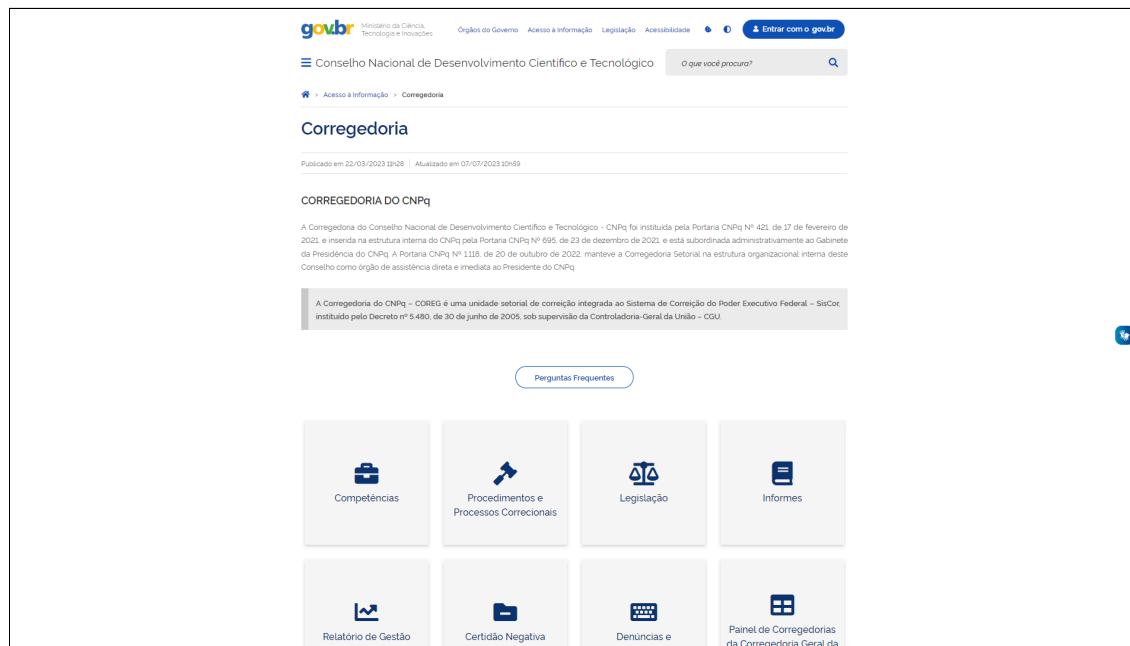 gov.br
Ministério da Ciência,
Tecnologia e Inovações
Órgãos do Governo Acesso à Informação Legislação Acessibilidade
Entrar com o gov.br
Conselho Nacional de Desenvolvimento Científico e Tecnológico
O que você procura?
Acesso à Informação > Corregedoria
Corregedoria
Publicado em 22/03/2023 11h28 | Atualizado em 07/07/2023 10h59
CORREGEDORIA DO CNPq
A Corregedoria do Conselho Nacional de Desenvolvimento Científico e Tecnológico - CNPq foi instituída pela Portaria CNPq Nº 421, de 17 de fevereiro de
2021, e inserida na estrutura interna do CNPq pela Portaria CNPq Nº 695, de 23 de dezembro de 2021, e está subordinada administrativamente ao Gabinete
da Presidência do CNPq. A Portaria CNPq Nº 1.118, de 20 de outubro de 2022, manteve a Corregedoria Setorial na estrutura organizacional interna deste
Conselho como órgão de assistência direta e imediata ao Presidente do CNPq.
A Corregedoria do CNPq – COREG é uma unidade setorial de correição integrada ao Sistema de Correição do Poder Executivo Federal – SisCor,
instituído pelo Decreto nº 5.480, de 30 de junho de 2005, sob supervisão da Controladoria-Geral da União – CGU.
Perguntas Frequentes
Competências
Procedimentos e
Processos Correcionais
Legislação
Informes
Relatório de Gestão
Certidão Negativa
Denúncias e
Painel de Corregedorias
da Corregedoria Geral da